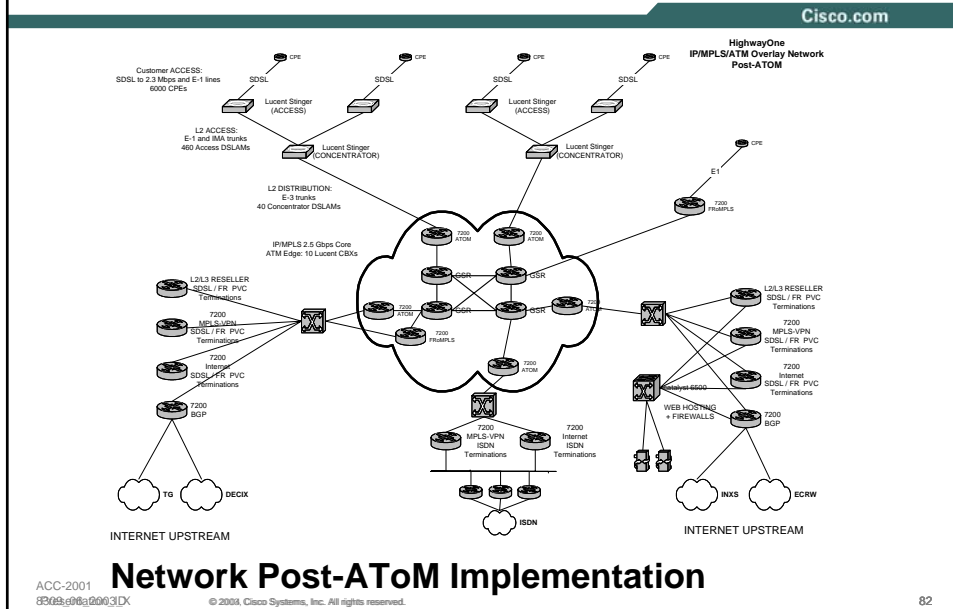 Cisco.com
HighwayOne
IP/MPLS/ATM Overlay Network
Post-ATOM
CPE
CPE
CPE
CPE
Customer ACCESS:
SDSL to 2.3 Mbps and E-1 lines
6000 CPEs
SDSL
SDSL
SDSL
SDSL
Lucent Stinger
(ACCESS)
Lucent Stinger
(ACCESS)
L2 ACCESS:
E-1 and IMA trunks
460 Access DSLAMs
Lucent Stinger
(CONCENTRATOR)
Lucent Stinger
(CONCENTRATOR)
CPE
E1
L2 DISTRIBUTION:
E-3 trunks
40 Concentrator DSLAMs
7200
FRoMPLS
7200
ATOM
7200
ATOM
IP/MPLS 2.5 Gbps Core
ATM Edge: 10 Lucent CBXs
GSR
GSR
L2/L3 RESELLER
SDSL / FR PVC
Terminations
7200
ATOM
GSR
GSR
7200
ATOM
L2/L3 RESELLER
SDSL / FR PVC
Terminations
7200
MPLS-VPN
SDSL / FR PVC
Terminations
7200
FRoMPLS
7200
MPLS-VPN
SDSL / FR PVC
Terminations
7200
Internet
SDSL / FR PVC
Terminations
7200
ATOM
7200
Internet
SDSL / FR PVC
Terminations
Catalyst 6500
7200
BGP
WEB HOSTING
+ FIREWALLS
7200
BGP
7200
MPLS-VPN
ISDN
Terminations
7200
Internet
ISDN
Terminations
TG
DECIX
INXS
ECRW
ISDN
INTERNET UPSTREAM
INTERNET UPSTREAM
Network Post-AToM Implementation
ACC-2001
© 2003, Cisco Systems, Inc. All rights reserved.
82